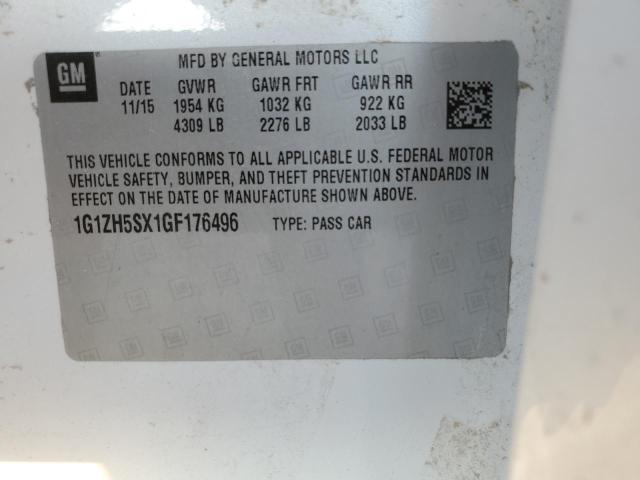 GM
MFD BY GENERAL MOTORS LLC
DATE GVWR GAWR FRT GAWR RR
11/15 1954 KG 1032 KG 922 KG
4309 LB 2276 LB 2033 LB
THIS VEHICLE CONFORMS TO ALL APPLICABLE U.S. FEDERAL MOTOR
VEHICLE SAFETY, BUMPER, AND THEFT PREVENTION STANDARDS IN
EFFECT ON THE DATE OF MANUFACTURE SHOWN ABOVE.
1G1ZH5SX1GF176496 TYPE: PASS CAR